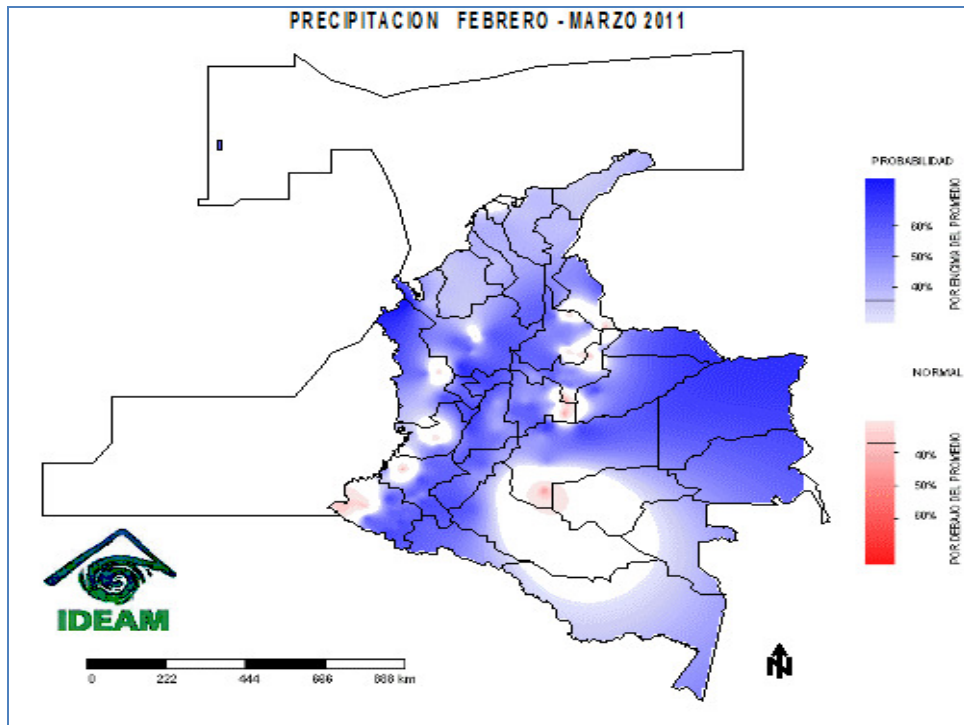 PRECIPITACION FEBRERO - MARZO 2011
PROBABILIDAD
60%
50%
40%
POR ENCIMA DEL PROMEDIO
NORMAL
40%
50%
60%
POR DEBAJO DEL PROMEDIO
IDEAM
0 222 444 666 888 km
N